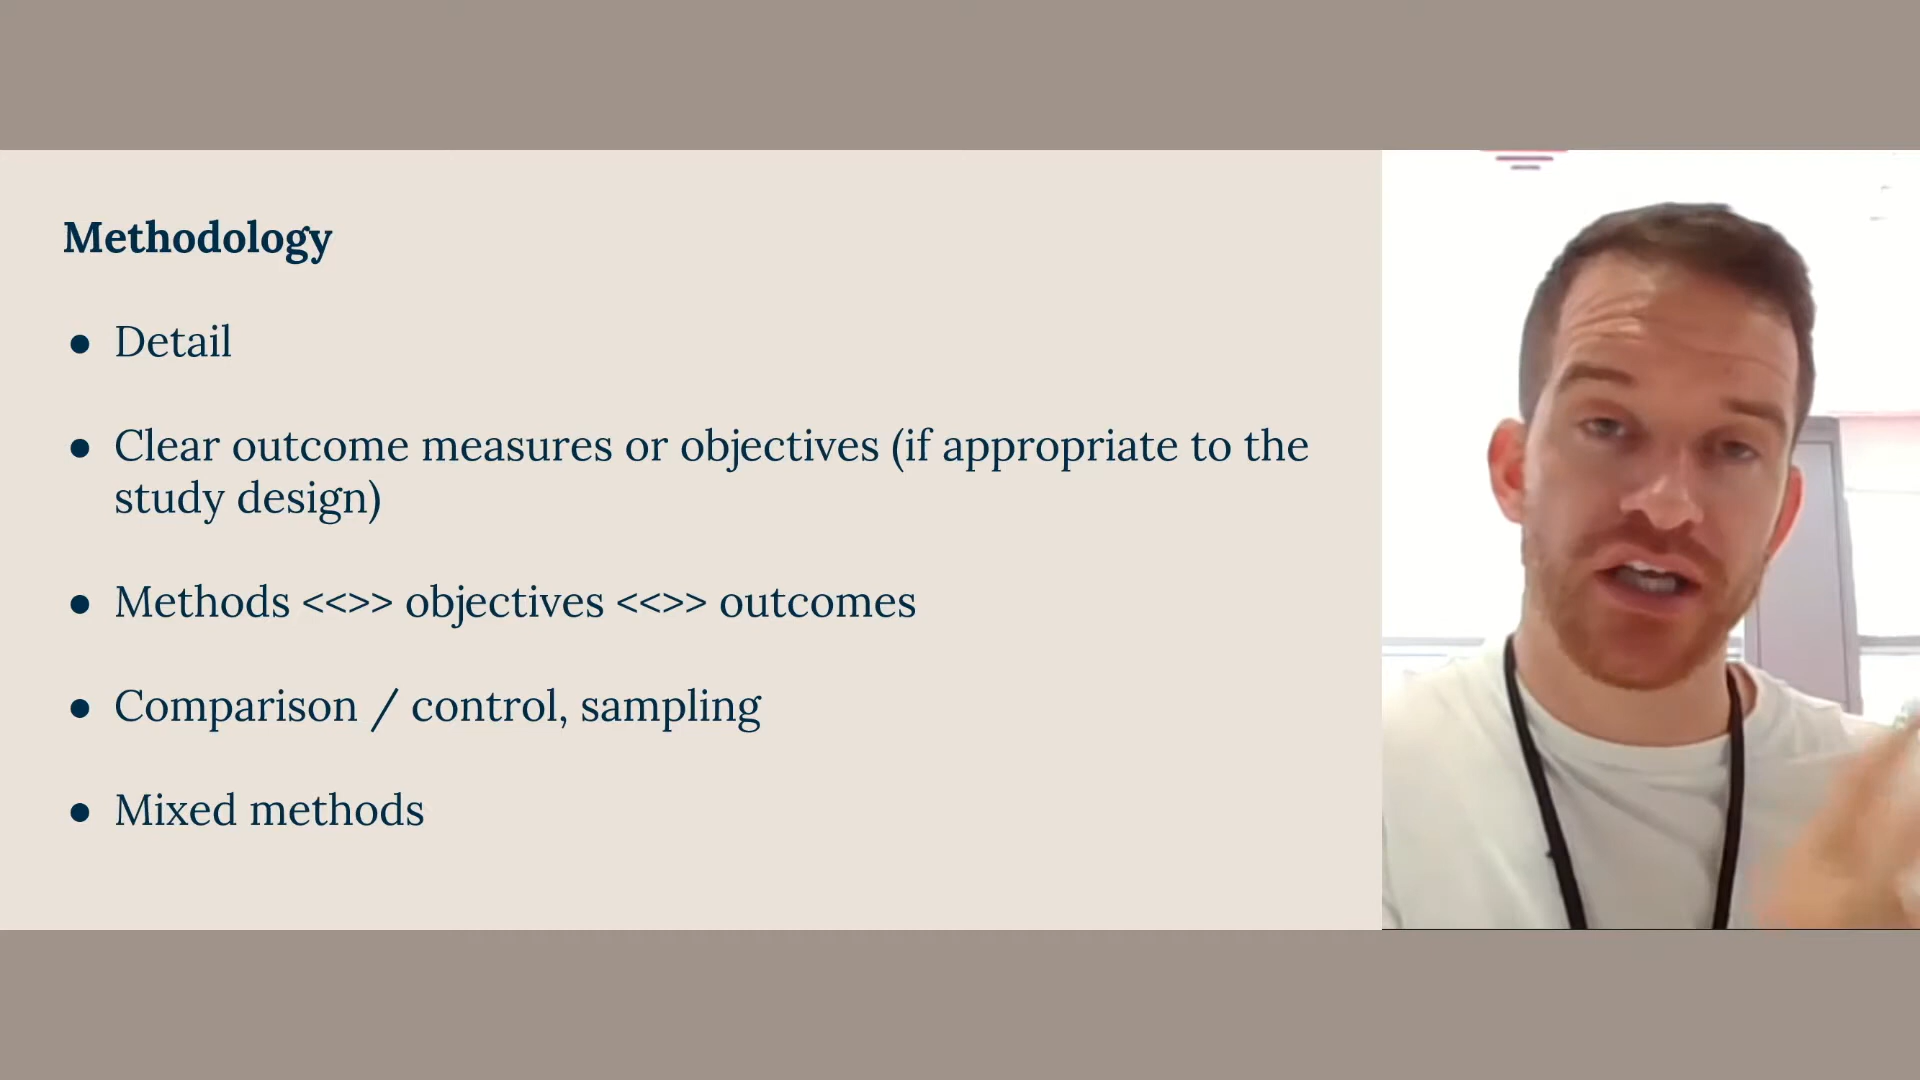 Methodology
● Detail
● Clear outcome measures or objectives (if appropriate to the
study design)
● Methods <<>> objectives <<>> outcomes
● Comparison / control, sampling
● Mixed methods